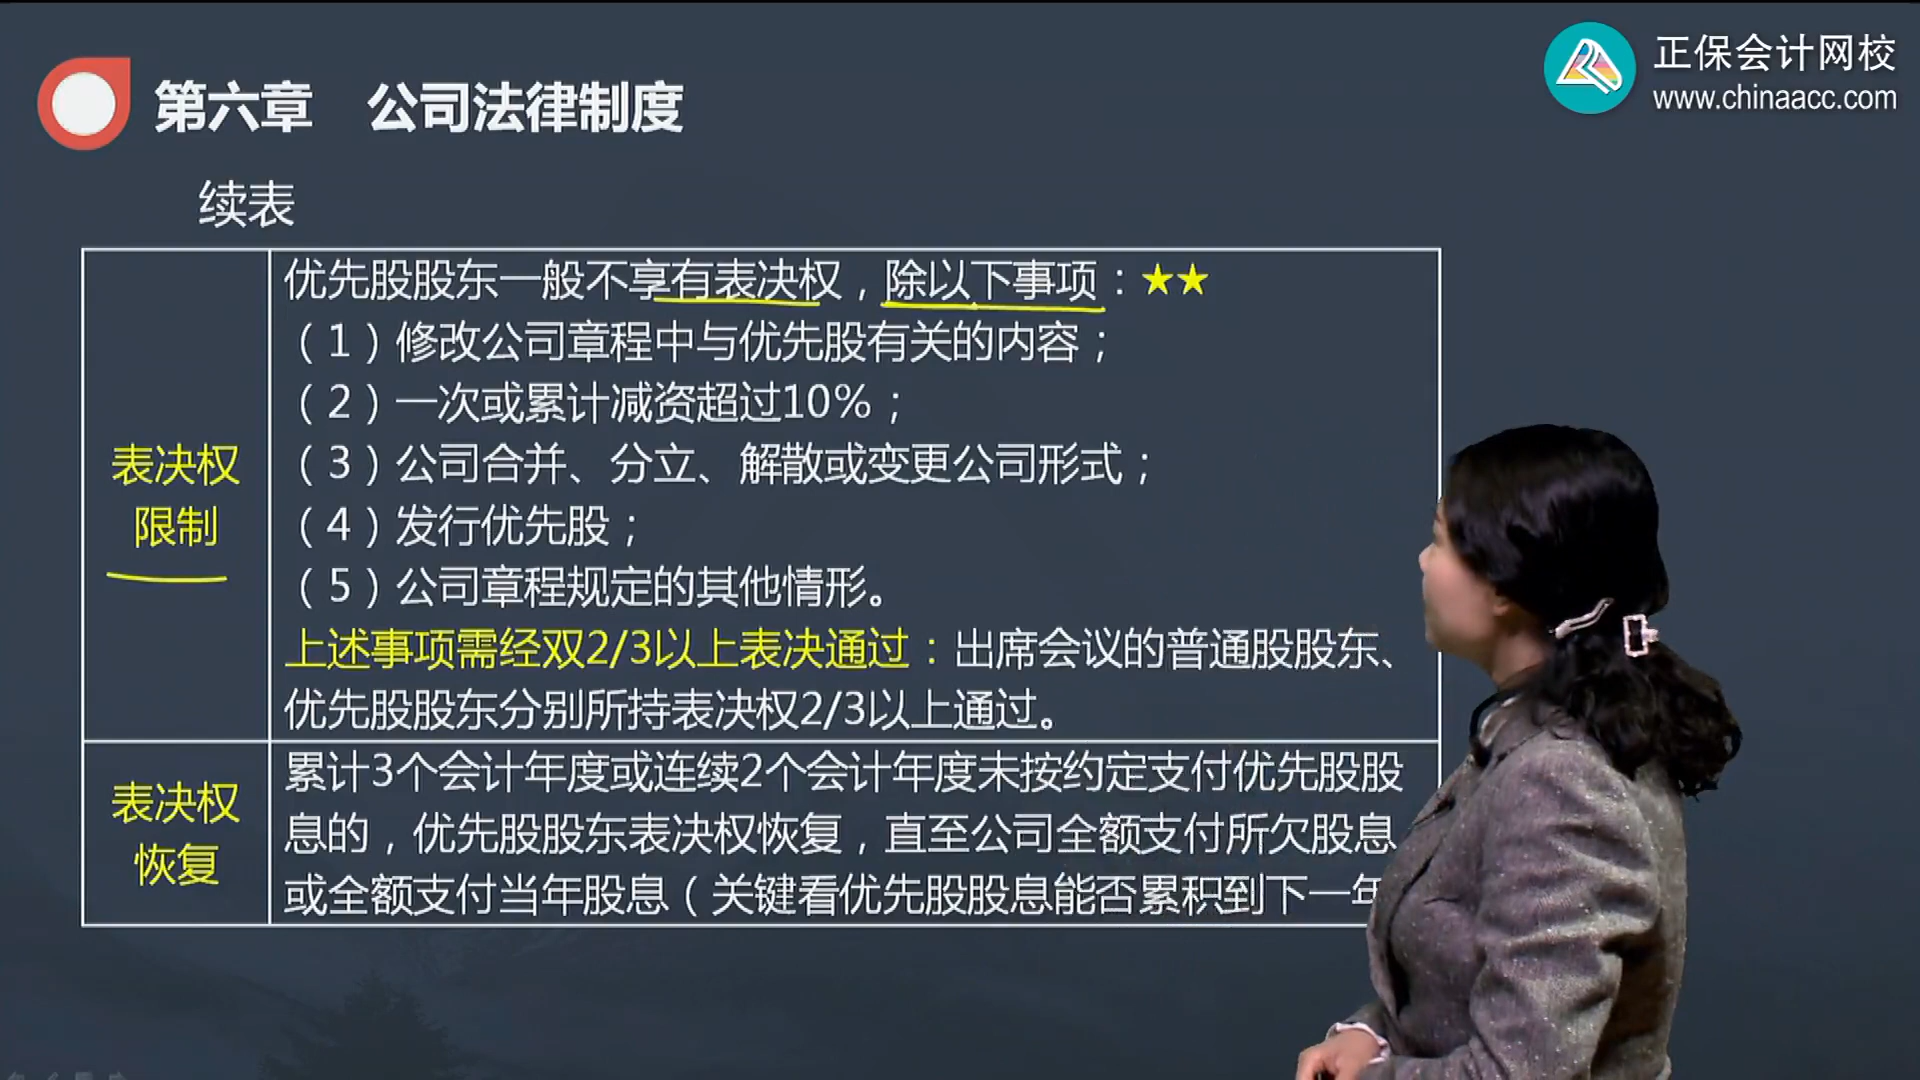 正保会计网校
www.chinaacc.com
第六章 公司法律制度
续表
表决权
限制
优先股股东一般不享有表决权，除以下事项：★★
（1）修改公司章程中与优先股有关的内容；
（2）一次或累计减资超过10%；
（3）公司合并、分立、解散或变更公司形式；
（4）发行优先股；
（5）公司章程规定的其他情形。
上述事项需经双2/3以上表决通过：出席会议的普通股股东、
优先股股东分别所持表决权2/3以上通过。
表决权
恢复
累计3个会计年度或连续2个会计年度未按约定支付优先股股
息的，优先股股东表决权恢复，直至公司全额支付所欠股息
或全额支付当年股息（关键看优先股股息能否累积到下一年